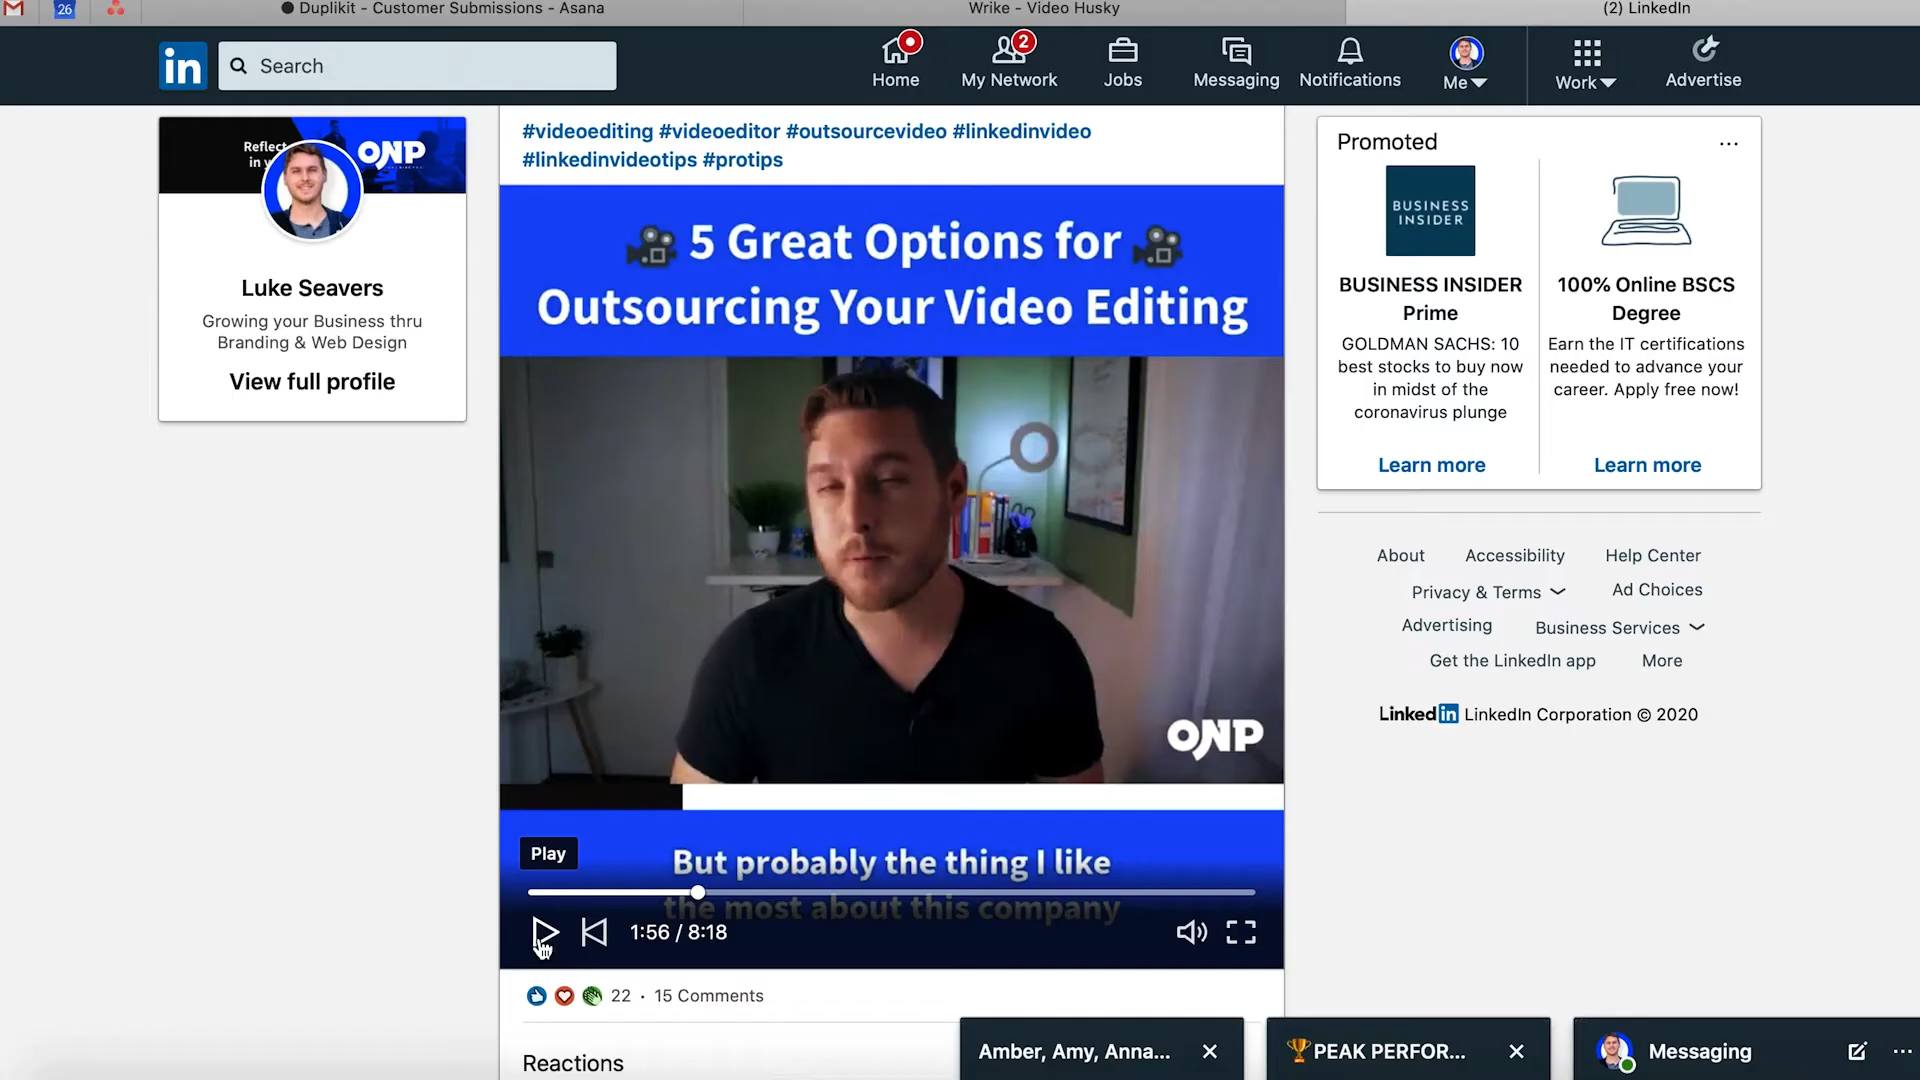 26
Duplikit - Customer Submissions - Asana
Wrike - Video Husky
(2) LinkedIn
in
Search
Home
2
My Network
Jobs
Messaging
Notifications
Me
Work
Advertise
Reflect
in
ONP
Luke Seavers
Growing your Business thru
Branding & Web Design
View full profile
#videoediting #videoeditor #outsourcevideo #linkedinvideo
#linkedinvideotips #protips
5 Great Options for
Outsourcing Your Video Editing
ONP
Play
But probably the thing I like
the most about this company
1:56 / 8:18
22 · 15 Comments
Reactions
Promoted
BUSINESS
INSIDER
BUSINESS INSIDER
Prime
GOLDMAN SACHS: 10
best stocks to buy now
in midst of the
coronavirus plunge
Learn more
100% Online BSCS
Degree
Earn the IT certifications
needed to advance your
career. Apply free now!
Learn more
About Accessibility Help Center
Privacy & Terms Ad Choices
Advertising Business Services
Get the LinkedIn app More
LinkedIn LinkedIn Corporation © 2020
Amber, Amy, Anna...
PEAK PERFOR...
Messaging